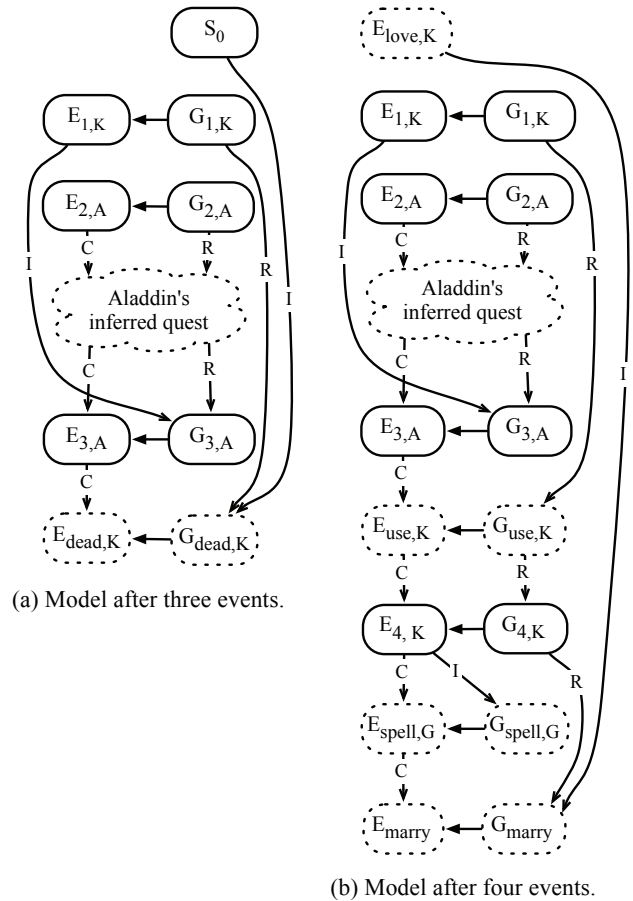 S0
E1,K
G1,K
E2,A
G2,A
C
R
I
R
I
Aladdin's
inferred quest
C
R
E3,A
G3,A
C
Edead,K
Gdead,K
(a) Model after three events.
Elove,K
E1,K
G1,K
E2,A
G2,A
C
R
I
R
Aladdin's
inferred quest
C
R
I
E3,A
G3,A
C
Euse,K
Guse,K
C
R
E4, K
G4,K
C
I
R
Espell,G
Gspell,G
C
Emarry
Gmarry
(b) Model after four events.